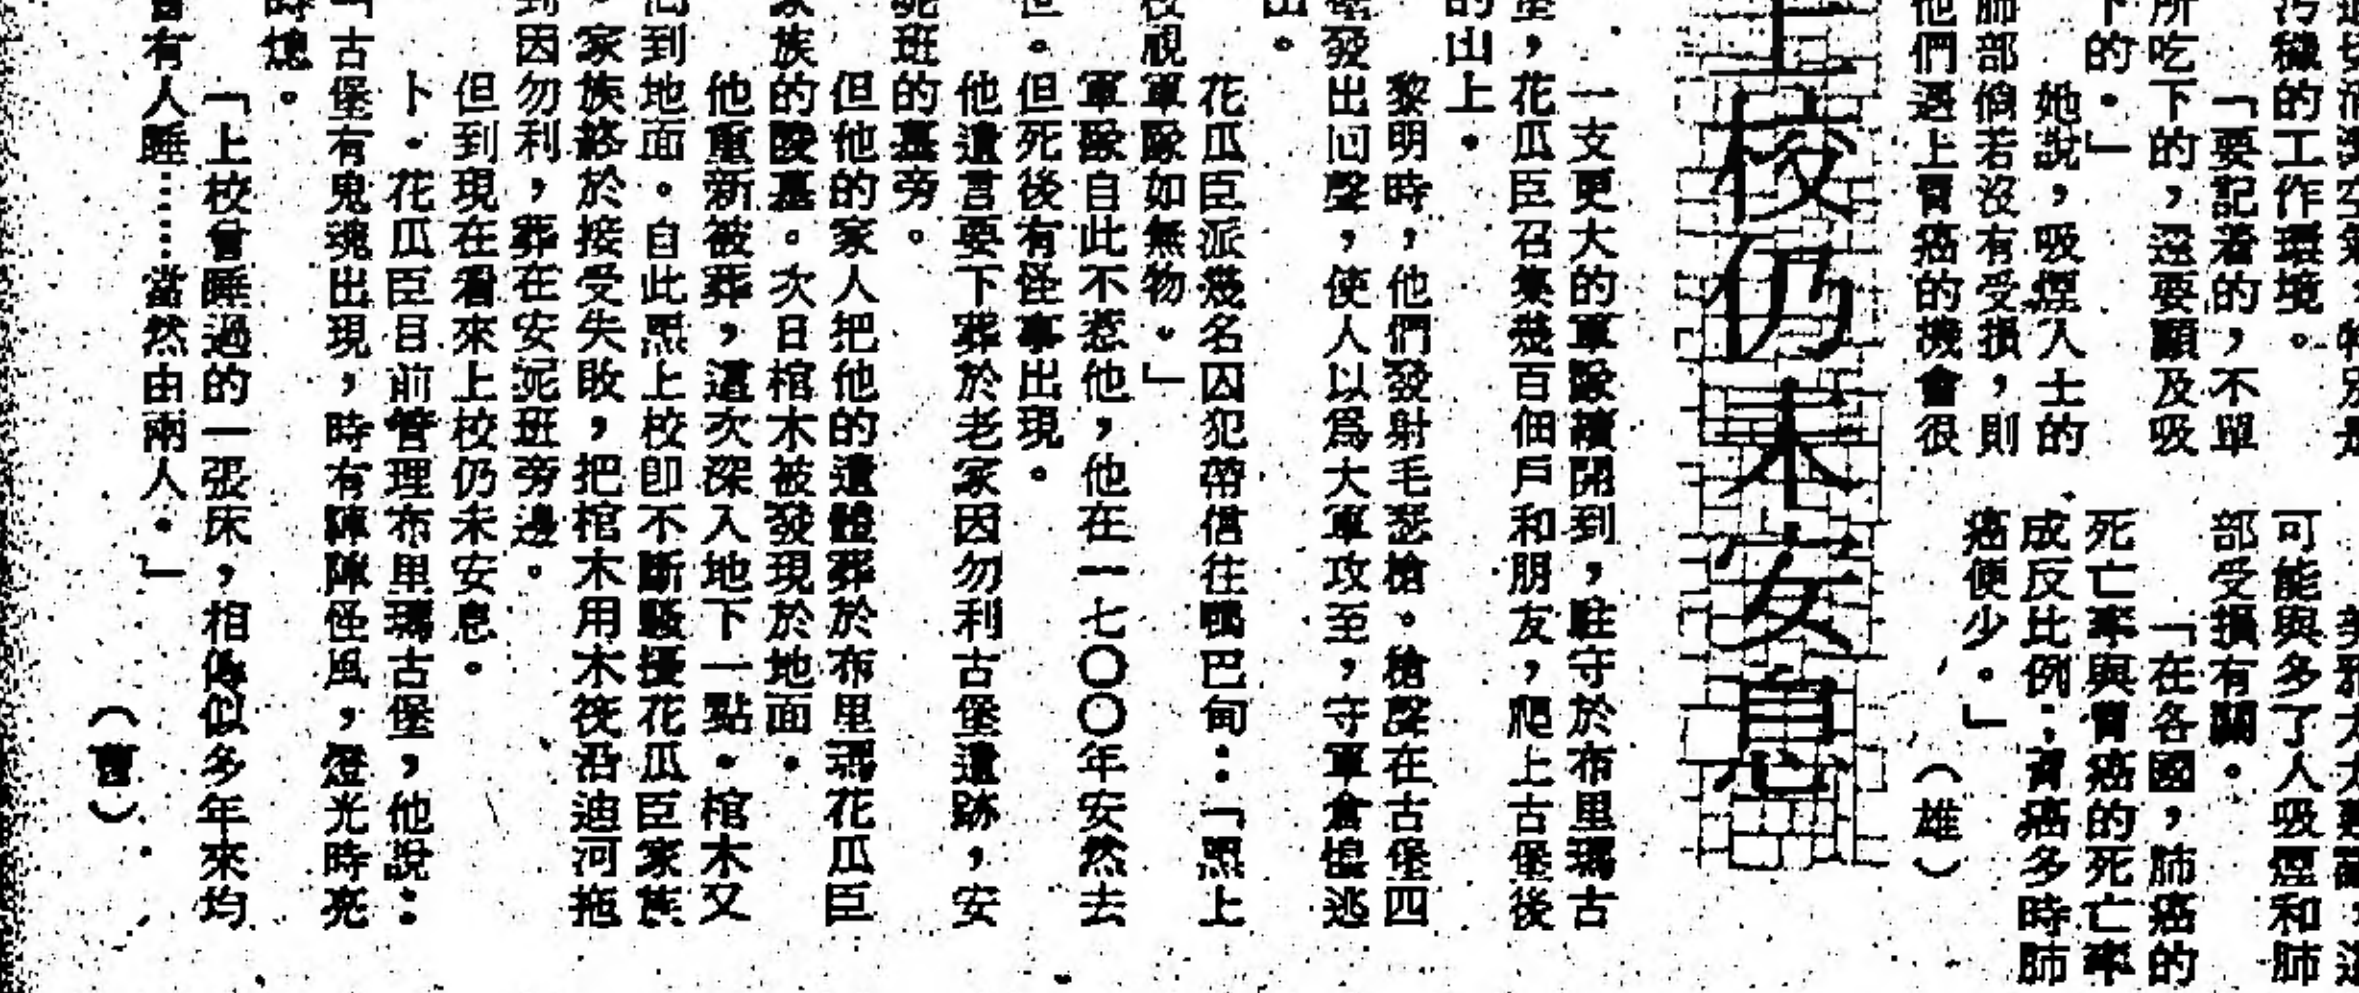 污穢的工作環境。
「要記着的,不單
所吃下的,還要顧及吸
下的。」
她說,吸煙人士的
肺部倘若沒有受損,則
他們遇上胃癌的機會很
可能與多了人吸煙和肺
部受損有關。
「在各國,肺癌的
死亡率與胃癌的死亡率
成反比例;胃癌多時肺
癌便少。」
(雄)
上校仍未安息
一支更大的軍隊續開到,駐守於布里瑪古
堡,花瓜臣召集幾百佃戶和朋友,爬上古堡後
的山上。
黎明時,他們發射毛瑟槍。槍聲在古堡四
壁發出回聲,使人以爲大軍攻至,守軍倉惶逃
出。
花瓜臣派幾名囚犯帶信往鴨巴甸:「黑上
校視軍隊如無物。」
軍隊自此不惹他,他在一七〇〇年安然去
世。但死後有怪事出現。
他遺言要下葬於老家因勿利古堡遺跡,安
妮班的墓旁。
但他的家人把他的遺體葬於布里瑪花瓜臣
家族的陵墓。次日棺木被發現於地面。
他重新被葬,這次深入地下一點。棺木又
回到地面。自此黑上校即不斷騷擾花瓜臣家族
。家族終於接受失敗,把棺木用木筏沿迪河拖
到因勿利,葬在安妮班旁邊。
但到現在看來上校仍未安息。
卜。花瓜臣目前管理布里瑪古堡,他說:
「古堡有鬼魂出現,時有陣陣怪風,燈光時亮
時熄。
「上校曾睡過的一張床,相傳似多年來均
曾有人睡……當然由兩人。」
(曹)